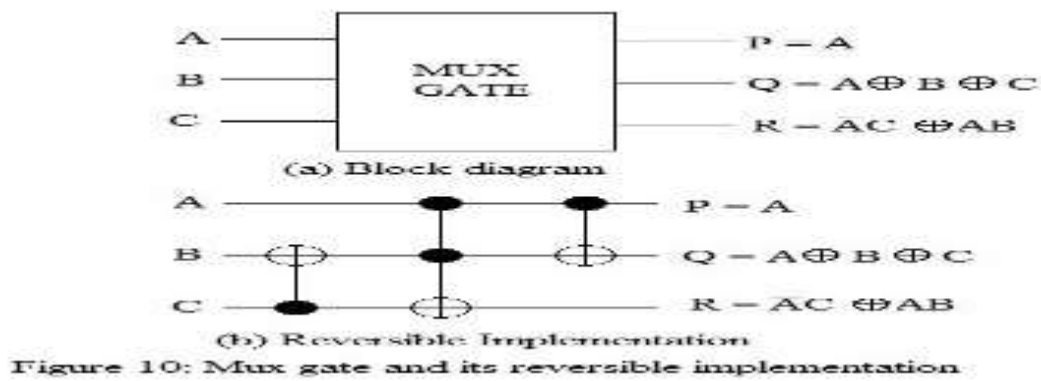 A
B
C
MUX
GATE
P = A
Q = A⊕B⊕C
R = AC ⊕AB
(a) Block diagram
A
B
C
P = A
Q = A⊕B⊕C
R = AC ⊕AB
(b) Reversible Implementation
Figure 10: Mux gate and its reversible implementation